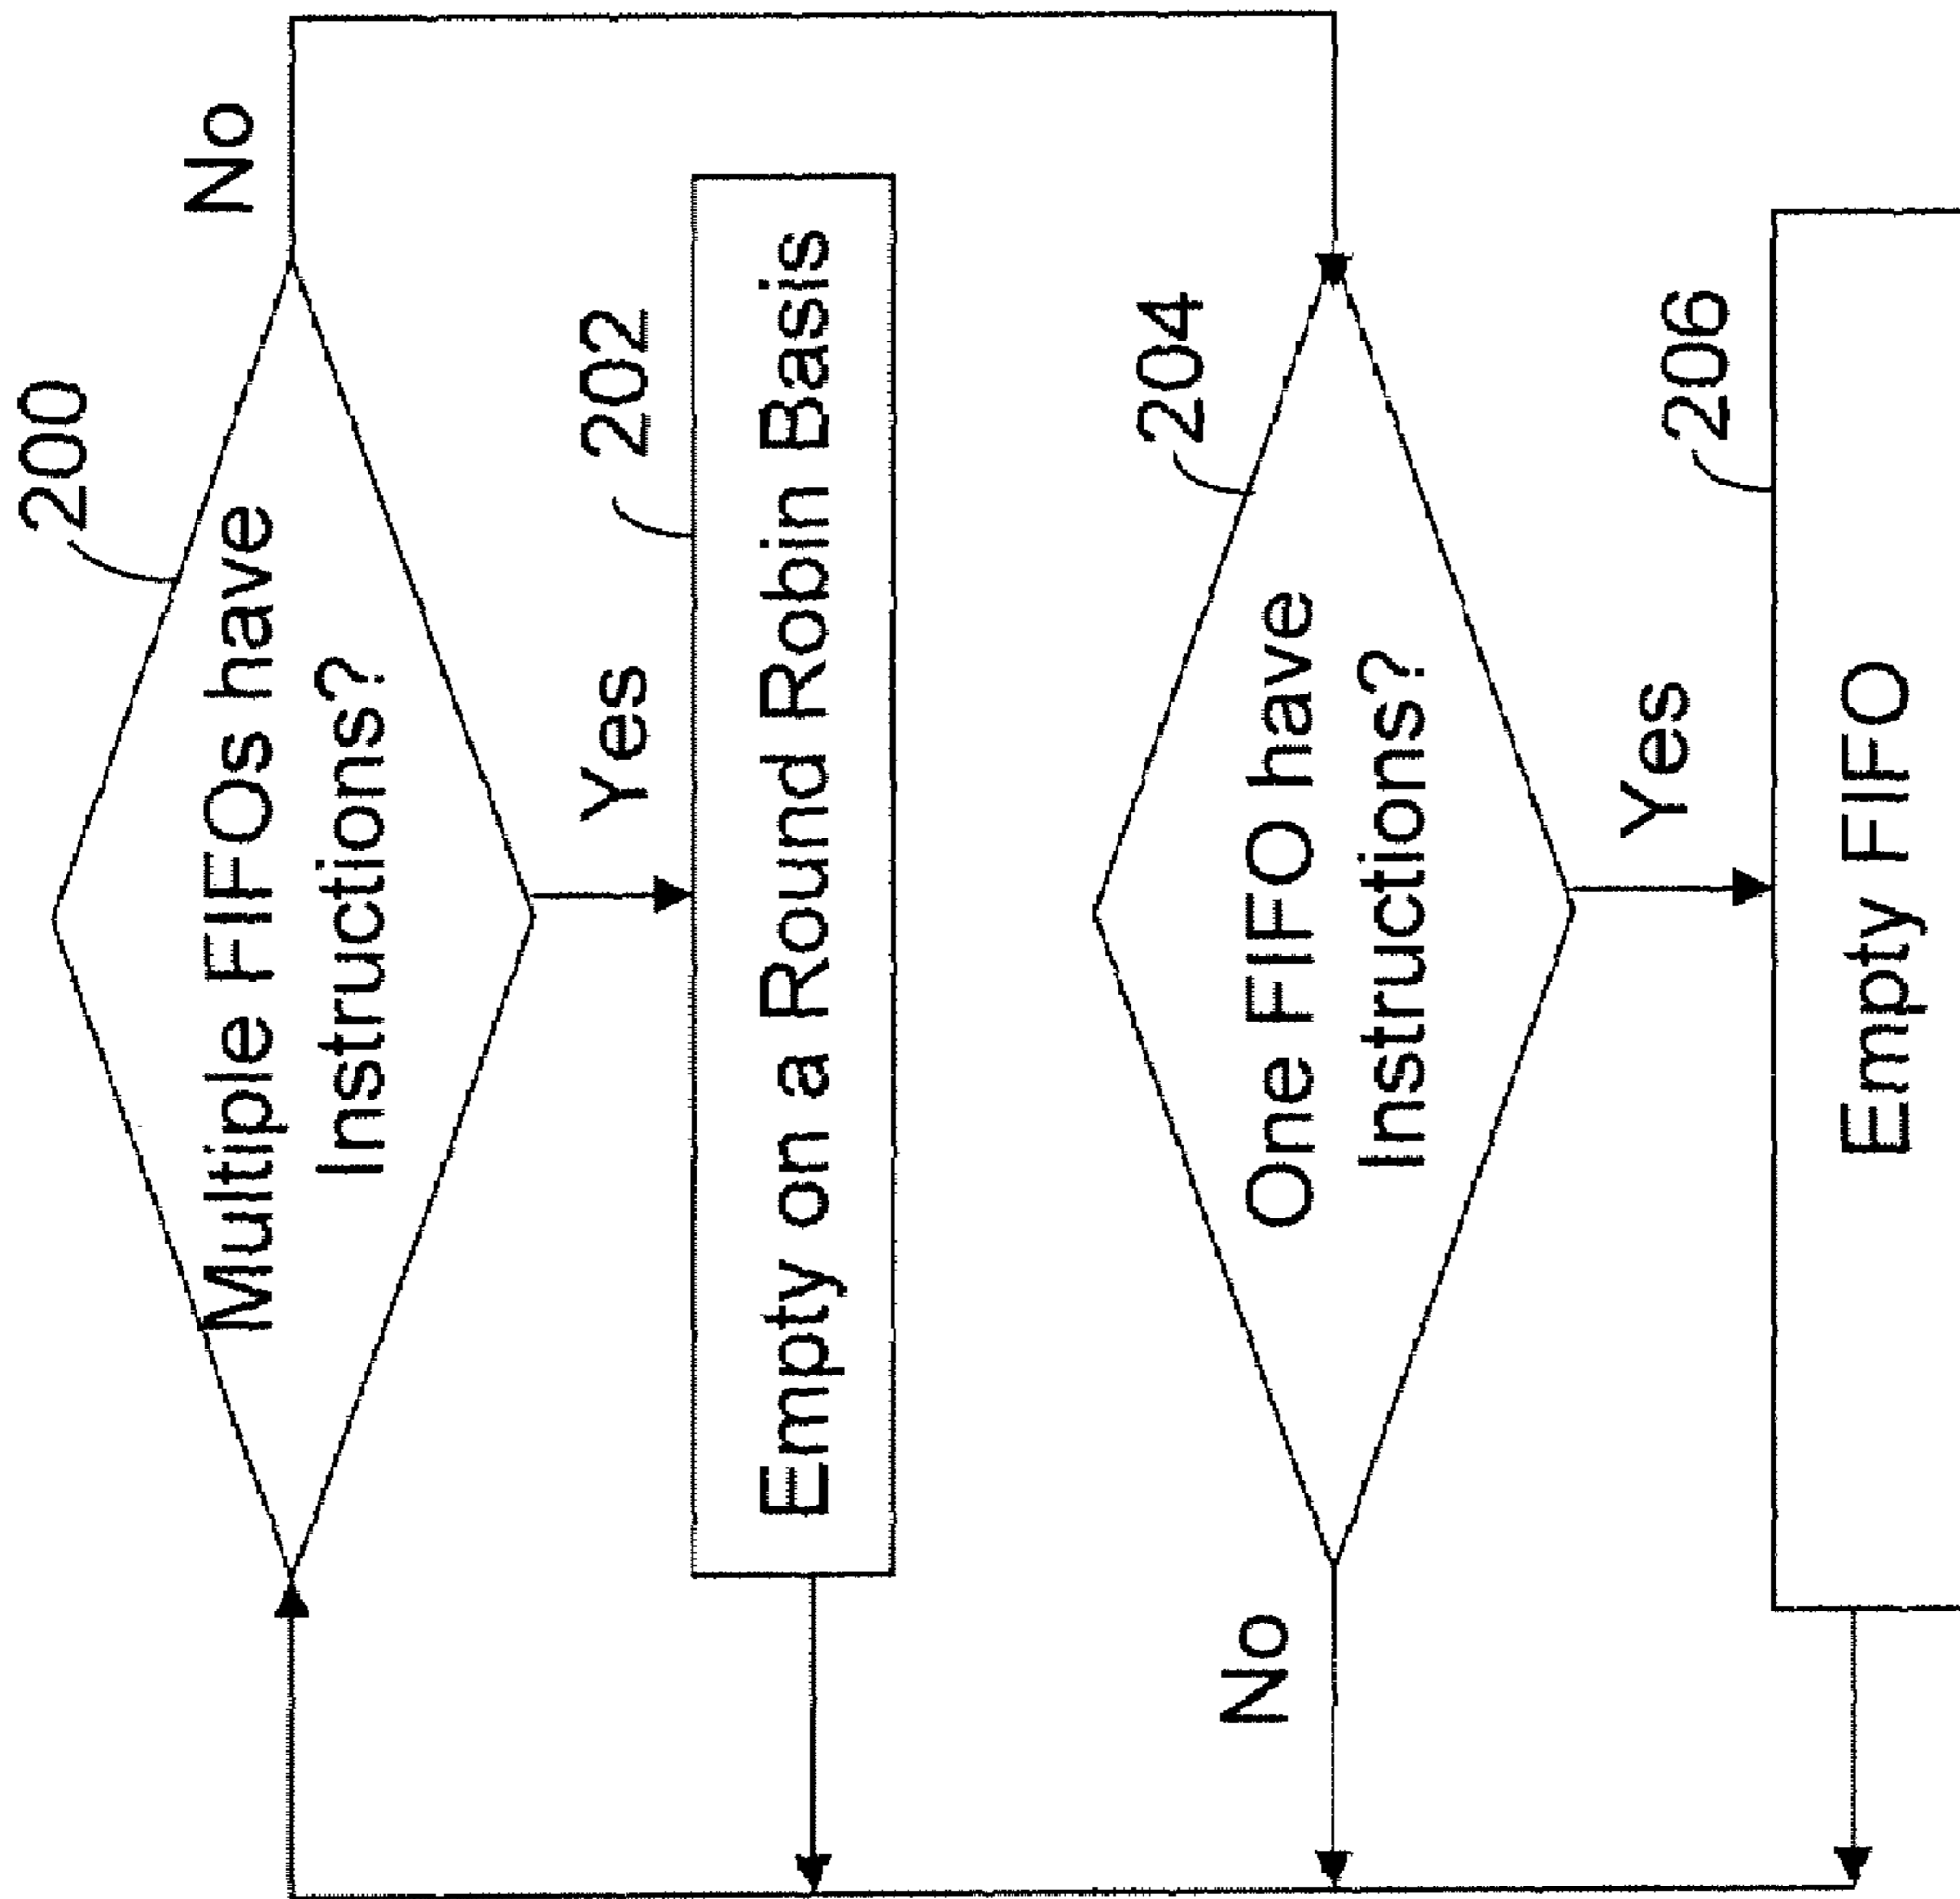 200
Multiple FIFOs have
Instructions?
No
Yes
202
Empty on a Round Robin Basis
204
One FIFO have
Instructions?
No
Yes
206
Empty FIFO